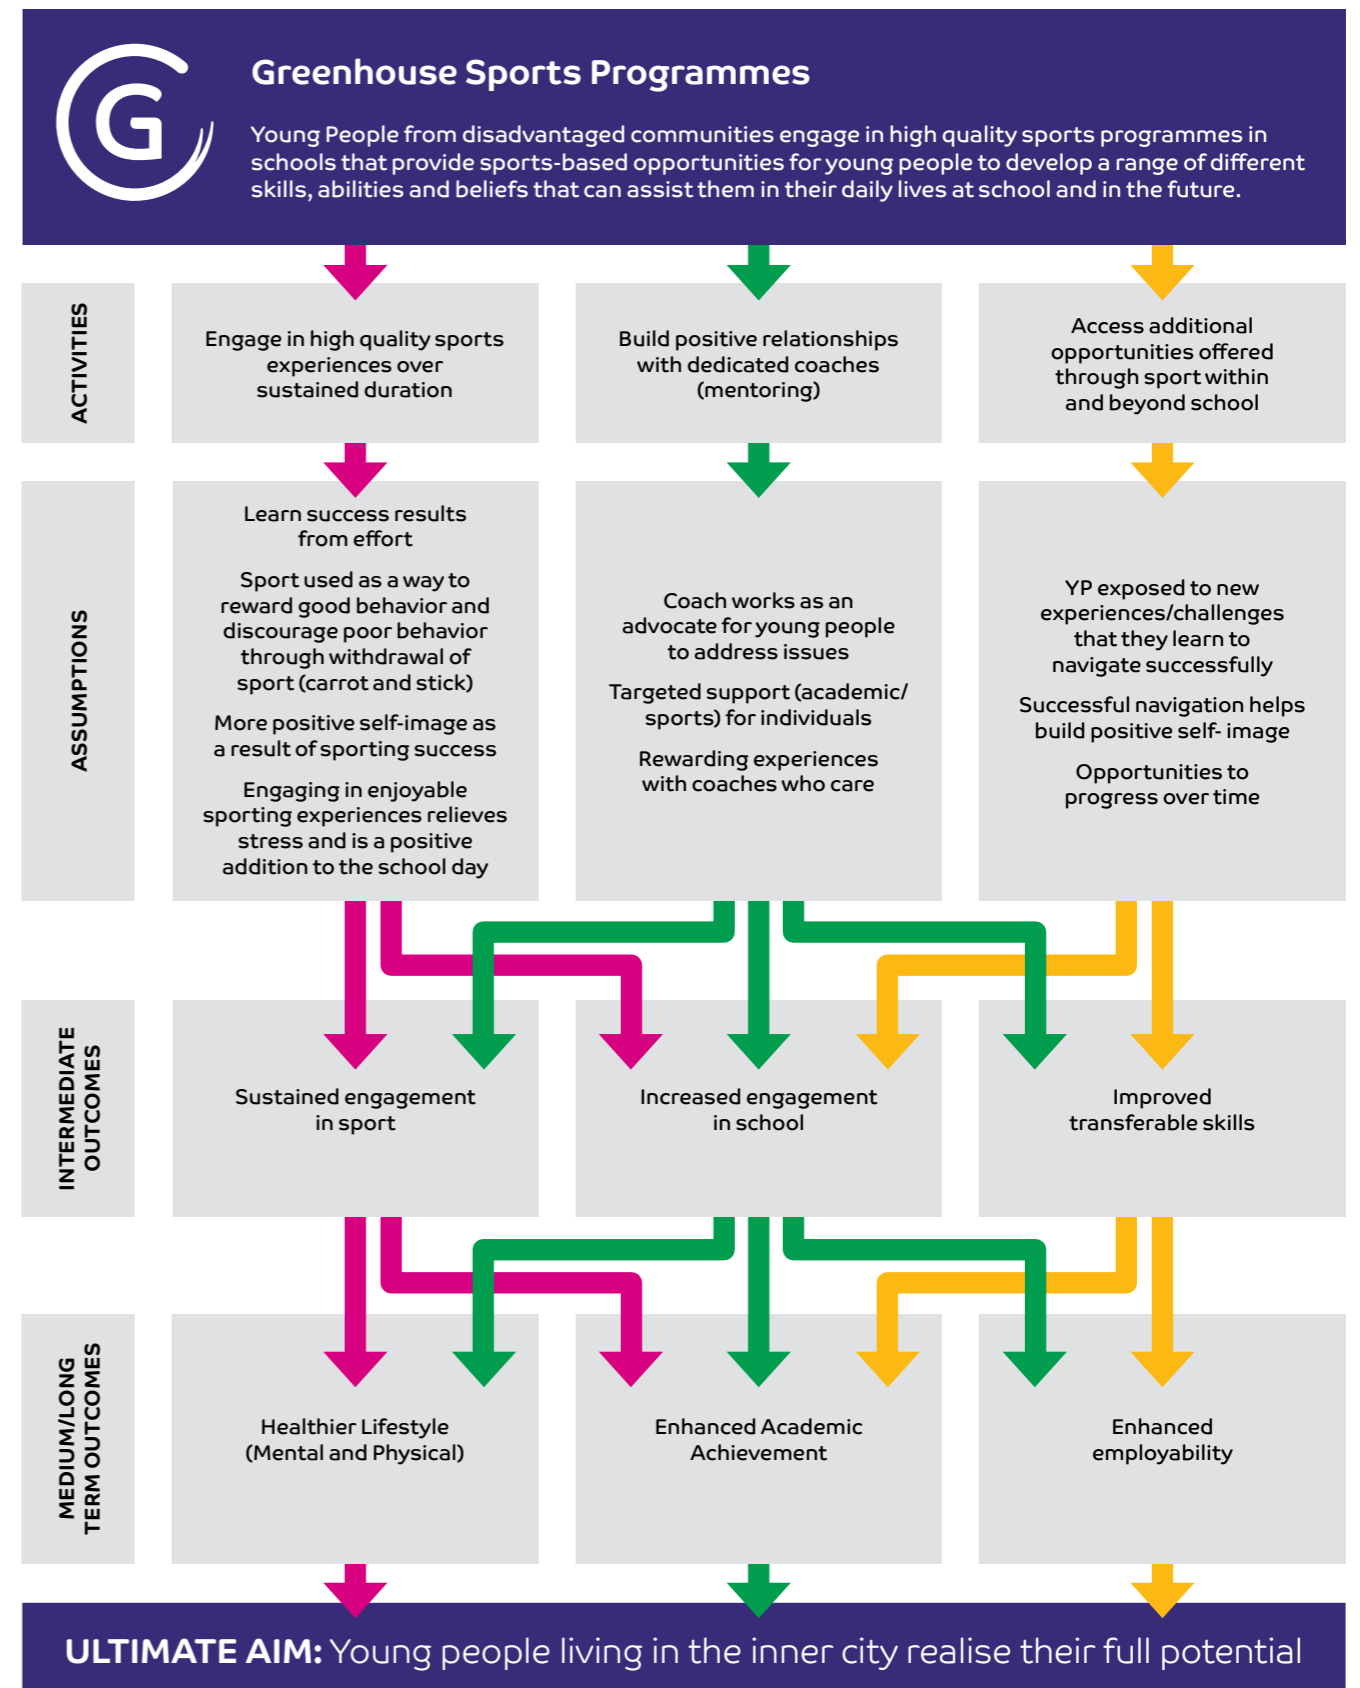 G
Greenhouse Sports Programmes
Young People from disadvantaged communities engage in high quality sports programmes in
schools that provide sports-based opportunities for young people to develop a range of different
skills, abilities and beliefs that can assist them in their daily lives at school and in the future.
ACTIVITIES
Engage in high quality sports
experiences over
sustained duration
Build positive relationships
with dedicated coaches
(mentoring)
Access additional
opportunities offered
through sport within
and beyond school
ASSUMPTIONS
Learn success results
from effort
Sport used as a way to
reward good behavior and
discourage poor behavior
through withdrawal of
sport (carrot and stick)
More positive self-image as
a result of sporting success
Engaging in enjoyable
sporting experiences relieves
stress and is a positive
addition to the school day
Coach works as an
advocate for young people
to address issues
Targeted support (academic/
sports) for individuals
Rewarding experiences
with coaches who care
YP exposed to new
experiences/challenges
that they learn to
navigate successfully
Successful navigation helps
build positive self- image
Opportunities to
progress over time
INTERMEDIATE
OUTCOMES
Sustained engagement
in sport
Increased engagement
in school
Improved
transferable skills
MEDIUM/LONG
TERM OUTCOMES
Healthier Lifestyle
(Mental and Physical)
Enhanced Academic
Achievement
Enhanced
employability
ULTIMATE AIM: Young people living in the inner city realise their full potential